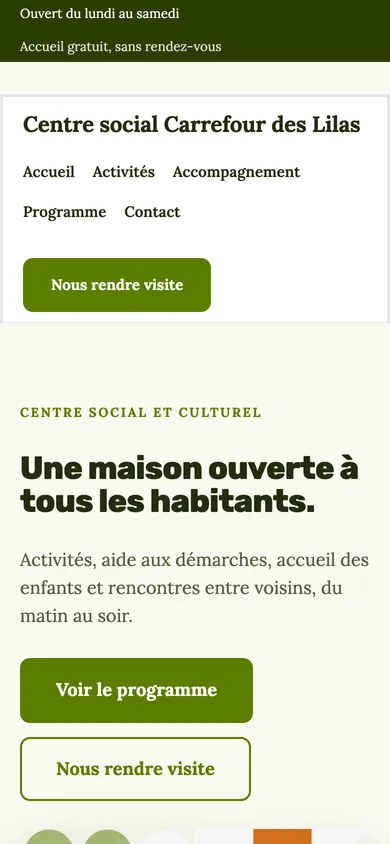 Ouvert du lundi au samedi
Accueil gratuit, sans rendez-vous
Centre social Carrefour des Lilas
Accueil Activités Accompagnement
Programme Contact
Nous rendre visite
CENTRE SOCIAL ET CULTUREL
Une maison ouverte à
tous les habitants.
Activités, aide aux démarches, accueil des
enfants et rencontres entre voisins, du
matin au soir.
Voir le programme
Nous rendre visite